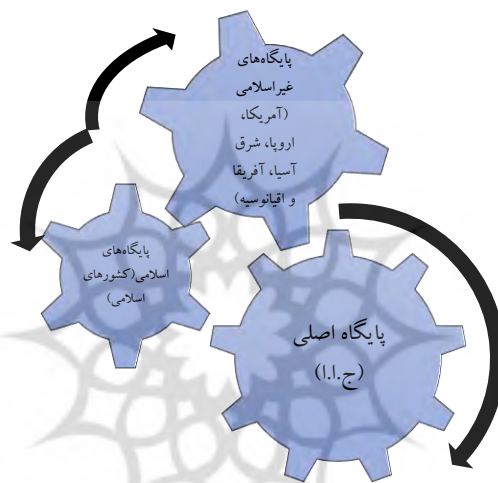 پایگاه‌های
غیراسلامی
(آمریکا،
اروپا، شرق
آسیا، آفریقا
و اقیانوسیه)
پایگاه‌های
اسلامی(کشورهای
اسلامی)
پایگاه اصلی
(ج.ا.ا)